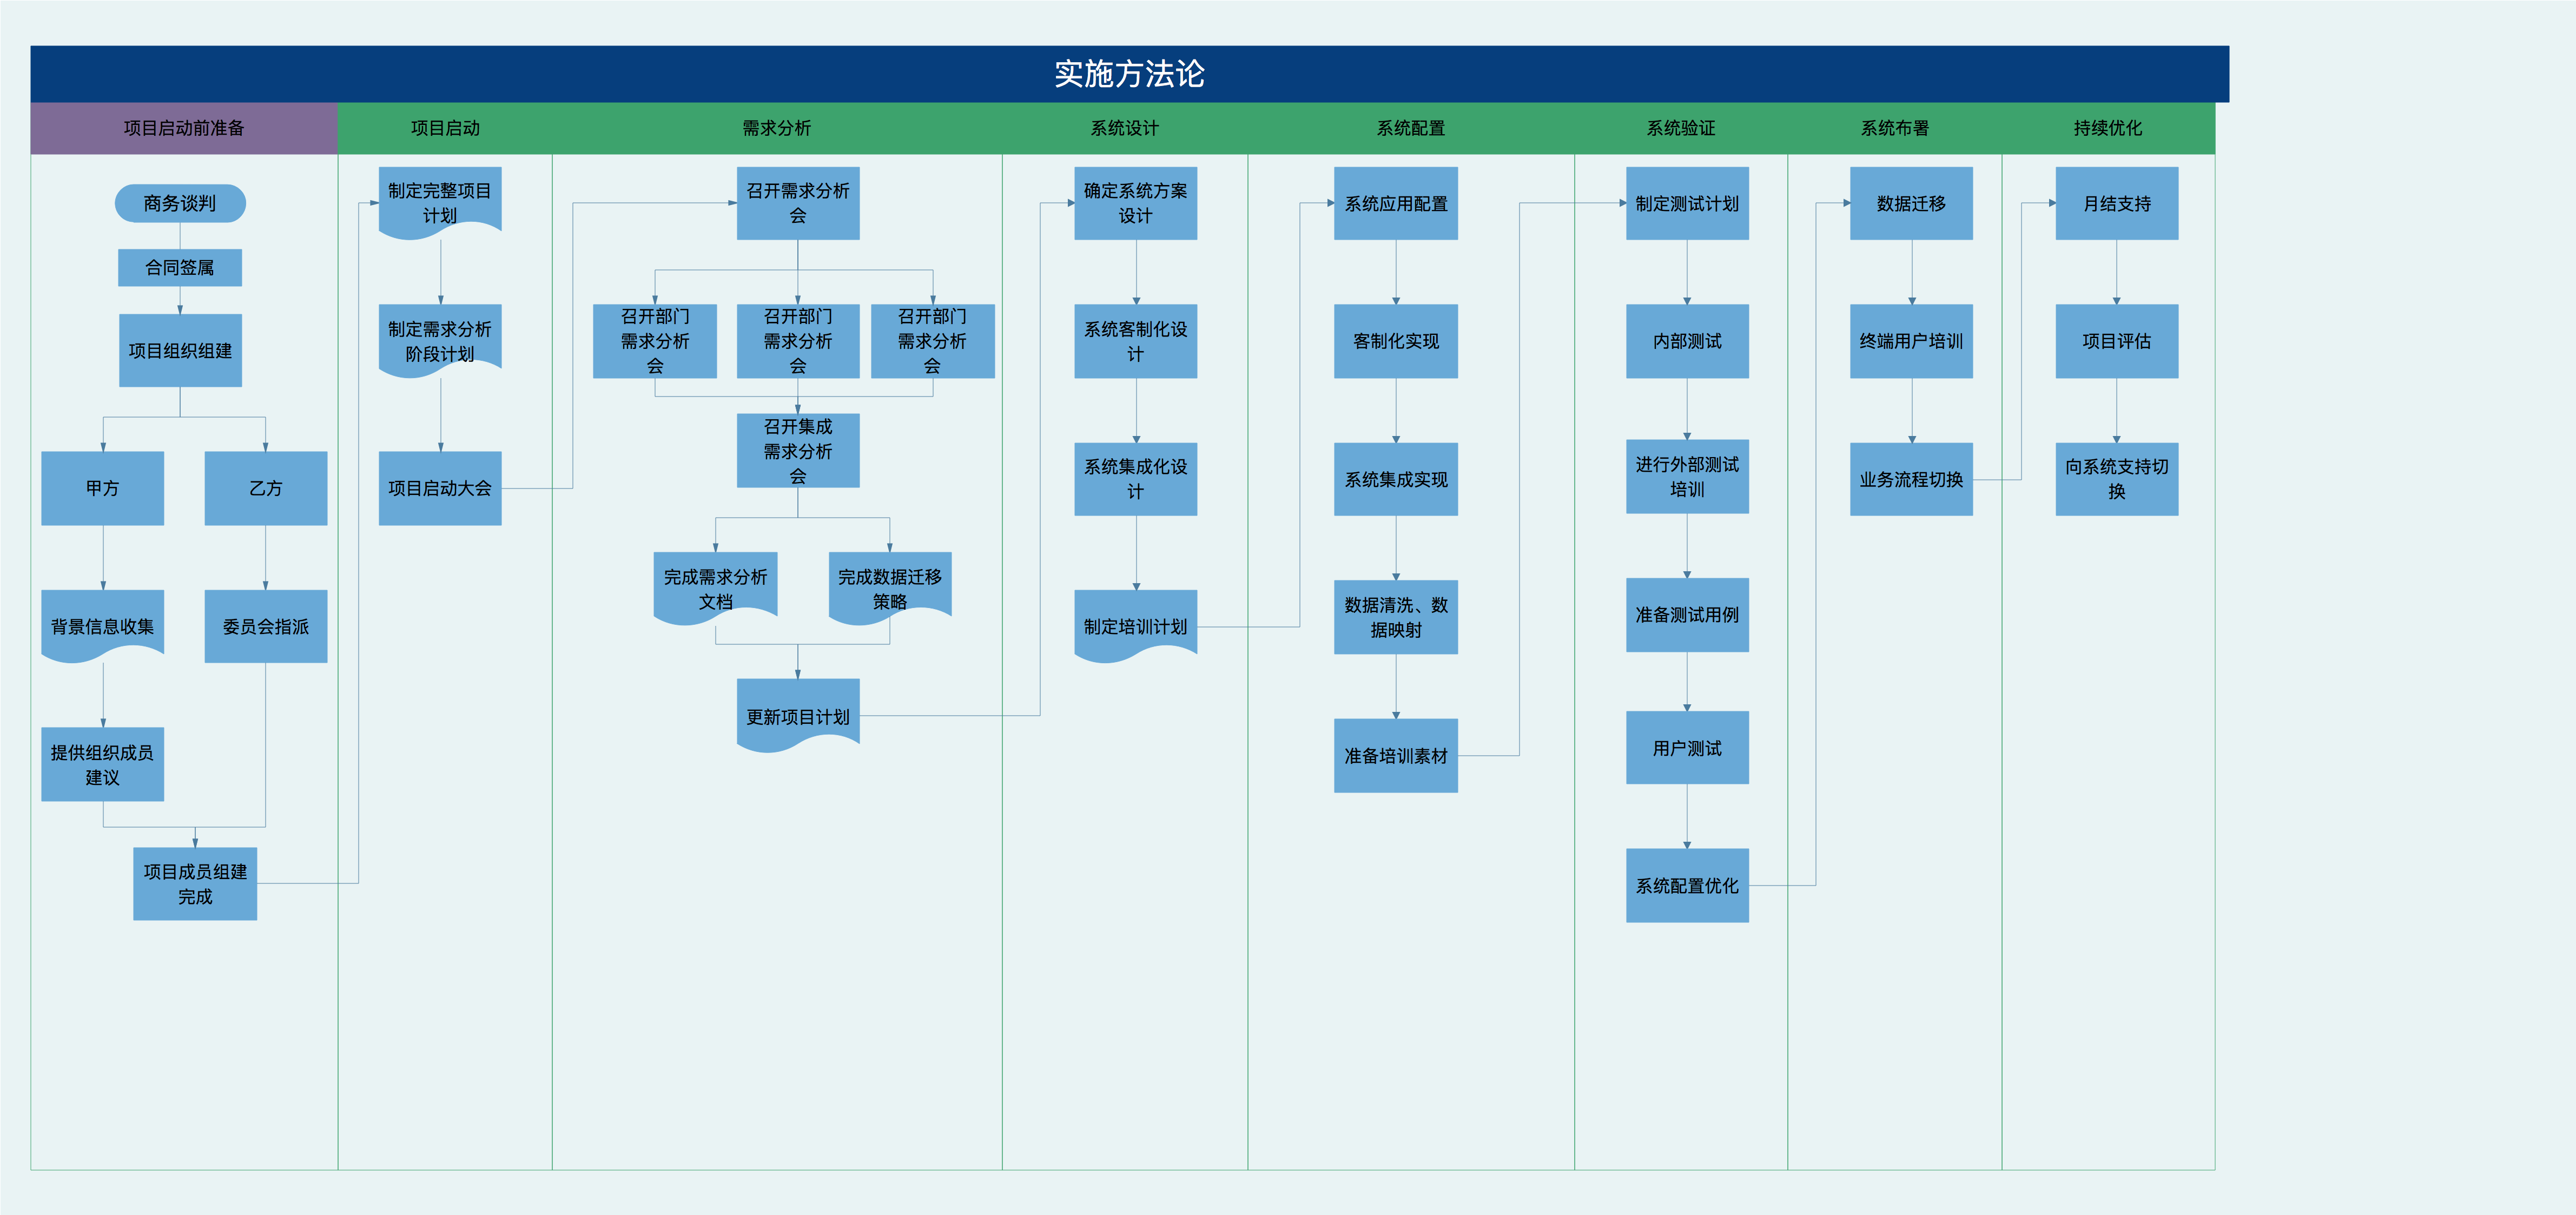 实施方法论
项目启动前准备
项目启动
需求分析
系统设计
系统配置
系统验证
系统布署
持续优化
商务谈判
合同签属
项目组织组建
甲方
乙方
背景信息收集
委员会指派
提供组织成员
建议
项目成员组建
完成
制定完整项目
计划
制定需求分析
阶段计划
项目启动大会
召开需求分析
会
召开部门
需求分析
会
召开部门
需求分析
会
召开部门
需求分析
会
召开集成
需求分析
会
完成需求分析
文档
完成数据迁移
策略
更新项目计划
确定系统方案
设计
系统客制化设
计
系统集成化设
计
制定培训计划
系统应用配置
客制化实现
系统集成实现
数据清洗、数
据映射
准备培训素材
制定测试计划
内部测试
进行外部测试
培训
准备测试用例
用户测试
系统配置优化
数据迁移
终端用户培训
业务流程切换
月结支持
项目评估
向系统支持切
换